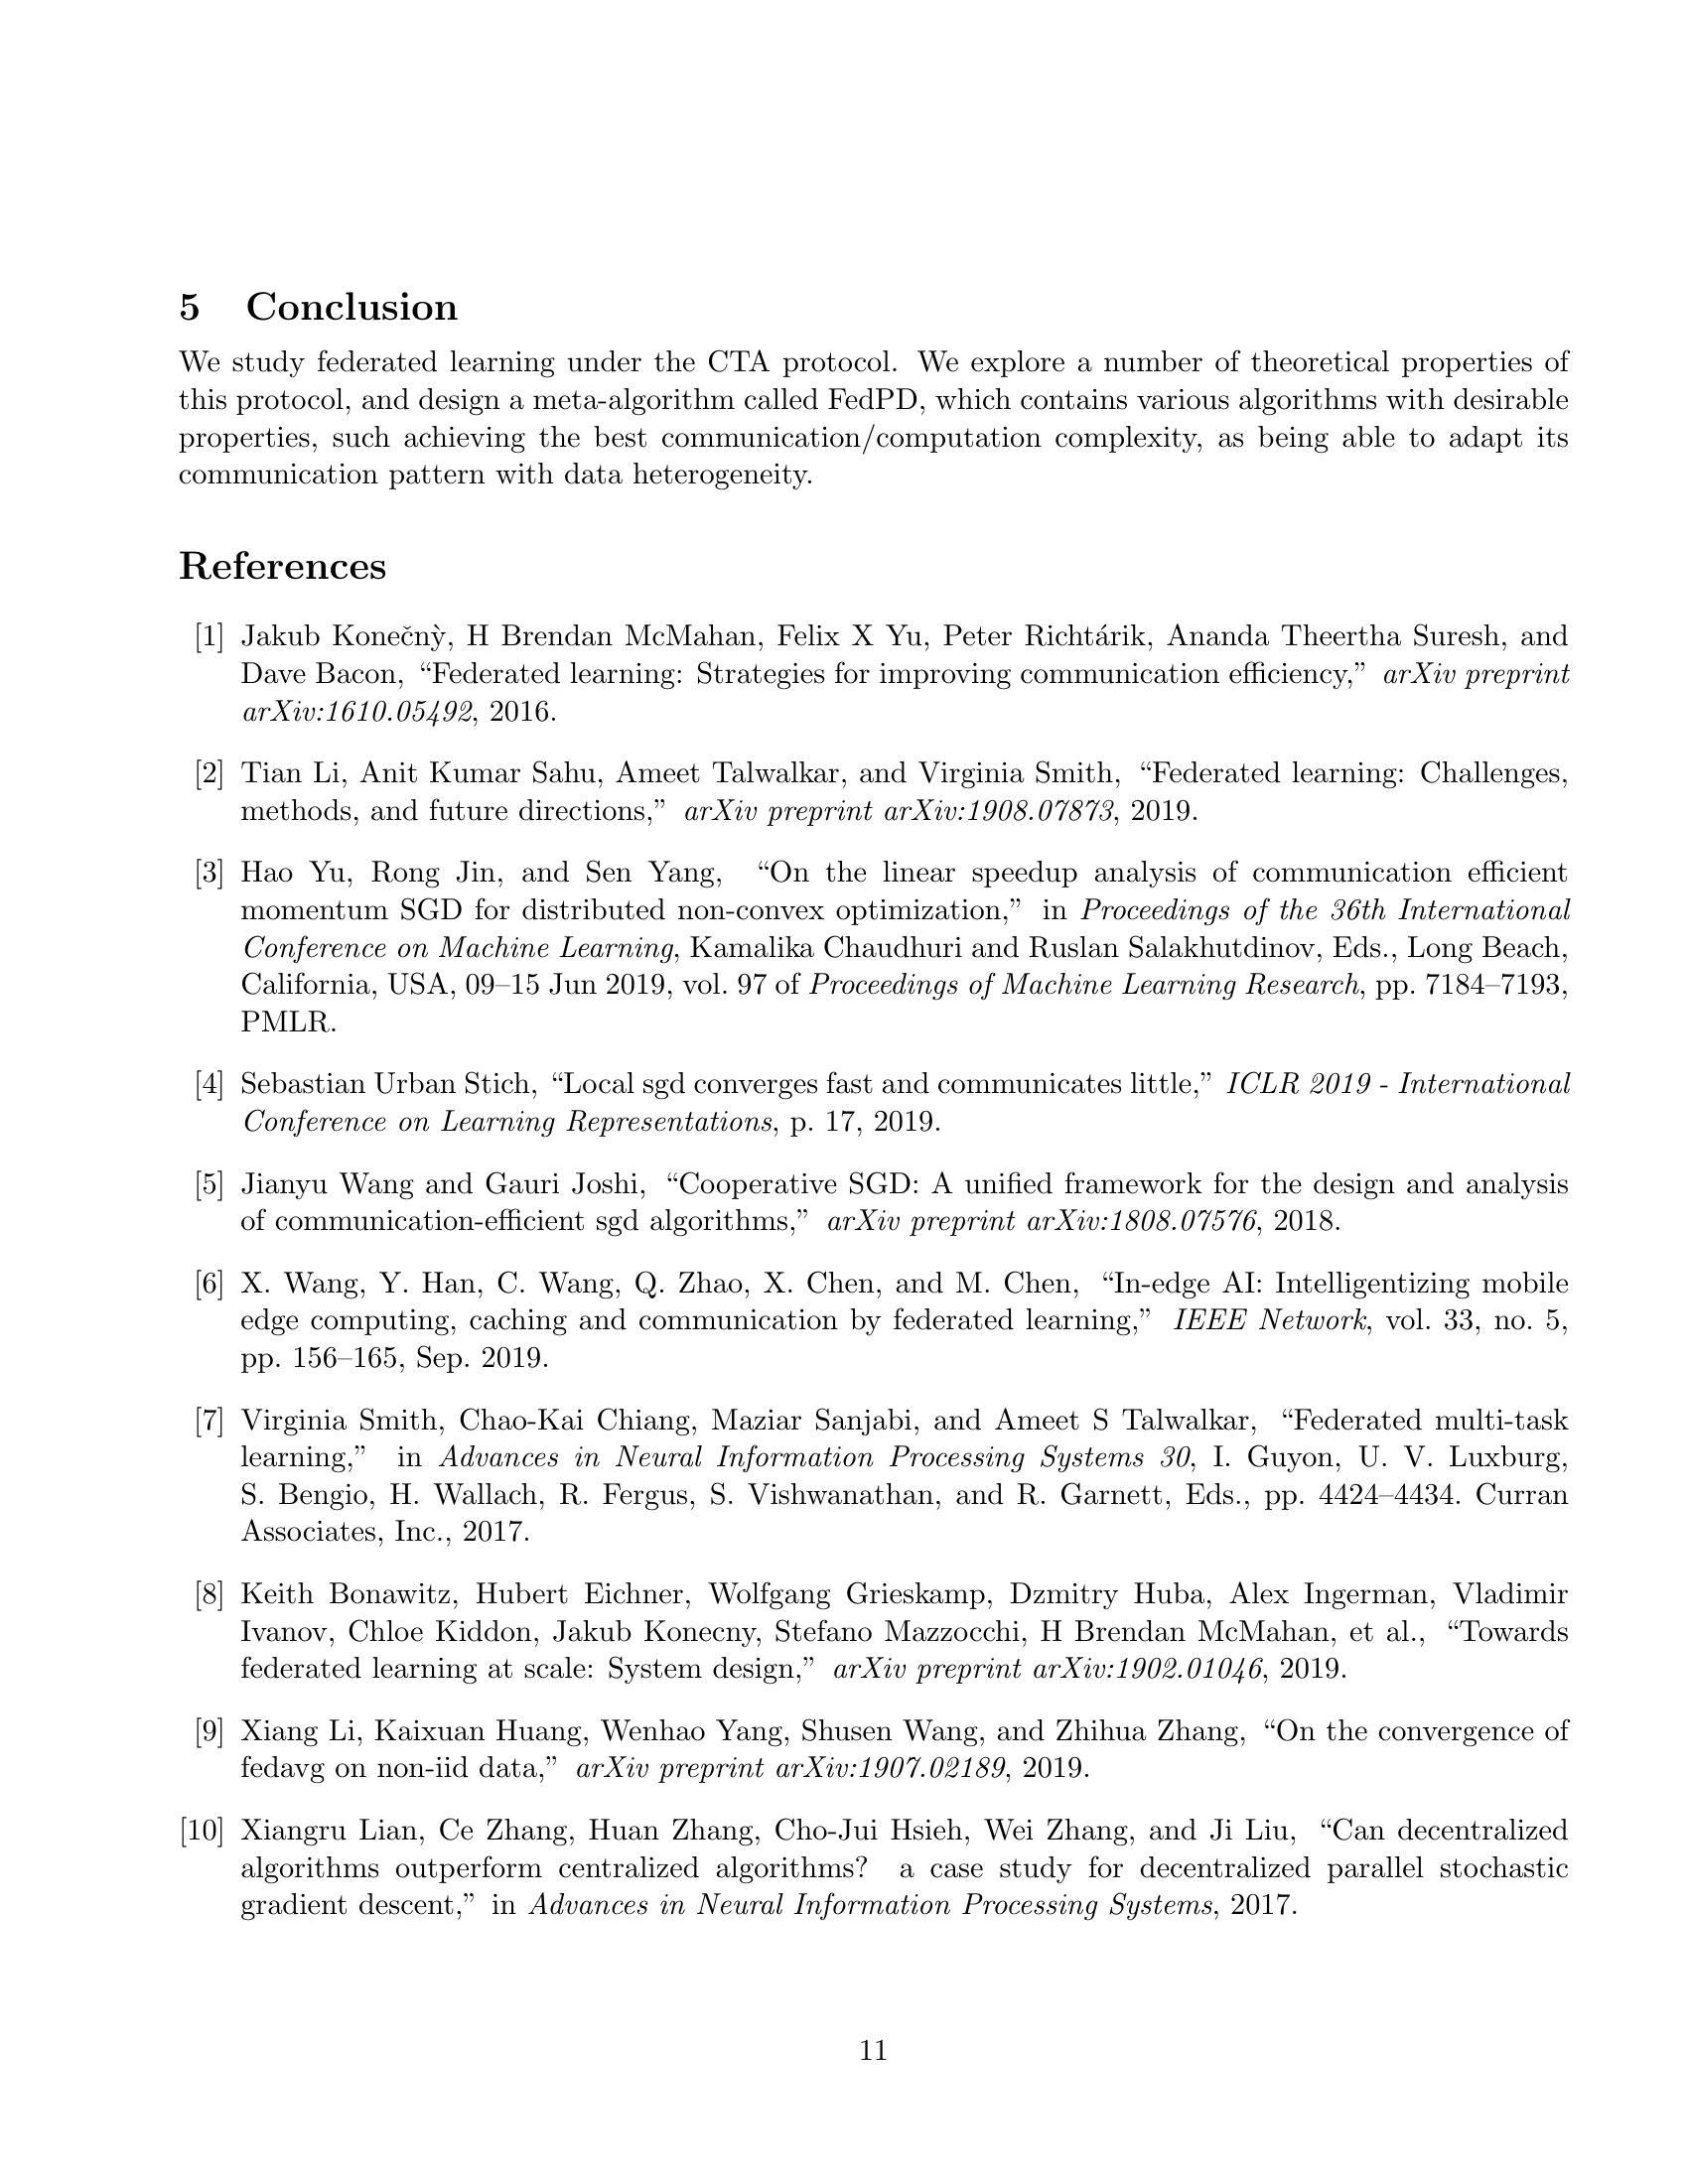 5 Conclusion
We study federated learning under the CTA protocol. We explore a number of theoretical properties of
this protocol, and design a meta-algorithm called FedPD, which contains various algorithms with desirable
properties, such achieving the best communication/computation complexity, as being able to adapt its
communication pattern with data heterogeneity.
References
[1] Jakub Konečnỳ, H Brendan McMahan, Felix X Yu, Peter Richtárik, Ananda Theertha Suresh, and
Dave Bacon, “Federated learning: Strategies for improving communication efficiency,” arXiv preprint
arXiv:1610.05492, 2016.
[2] Tian Li, Anit Kumar Sahu, Ameet Talwalkar, and Virginia Smith, “Federated learning: Challenges,
methods, and future directions,” arXiv preprint arXiv:1908.07873, 2019.
[3] Hao Yu, Rong Jin, and Sen Yang, “On the linear speedup analysis of communication efficient
momentum SGD for distributed non-convex optimization,” in Proceedings of the 36th International
Conference on Machine Learning, Kamalika Chaudhuri and Ruslan Salakhutdinov, Eds., Long Beach,
California, USA, 09–15 Jun 2019, vol. 97 of Proceedings of Machine Learning Research, pp. 7184–7193,
PMLR.
[4] Sebastian Urban Stich, “Local sgd converges fast and communicates little,” ICLR 2019 - International
Conference on Learning Representations, p. 17, 2019.
[5] Jianyu Wang and Gauri Joshi, “Cooperative SGD: A unified framework for the design and analysis
of communication-efficient sgd algorithms,” arXiv preprint arXiv:1808.07576, 2018.
[6] X. Wang, Y. Han, C. Wang, Q. Zhao, X. Chen, and M. Chen, “In-edge AI: Intelligentizing mobile
edge computing, caching and communication by federated learning,” IEEE Network, vol. 33, no. 5,
pp. 156–165, Sep. 2019.
[7] Virginia Smith, Chao-Kai Chiang, Maziar Sanjabi, and Ameet S Talwalkar, “Federated multi-task
learning,” in Advances in Neural Information Processing Systems 30, I. Guyon, U. V. Luxburg,
S. Bengio, H. Wallach, R. Fergus, S. Vishwanathan, and R. Garnett, Eds., pp. 4424–4434. Curran
Associates, Inc., 2017.
[8] Keith Bonawitz, Hubert Eichner, Wolfgang Grieskamp, Dzmitry Huba, Alex Ingerman, Vladimir
Ivanov, Chloe Kiddon, Jakub Konecny, Stefano Mazzocchi, H Brendan McMahan, et al., “Towards
federated learning at scale: System design,” arXiv preprint arXiv:1902.01046, 2019.
[9] Xiang Li, Kaixuan Huang, Wenhao Yang, Shusen Wang, and Zhihua Zhang, “On the convergence of
fedavg on non-iid data,” arXiv preprint arXiv:1907.02189, 2019.
[10] Xiangru Lian, Ce Zhang, Huan Zhang, Cho-Jui Hsieh, Wei Zhang, and Ji Liu, “Can decentralized
algorithms outperform centralized algorithms? a case study for decentralized parallel stochastic
gradient descent,” in Advances in Neural Information Processing Systems, 2017.
11